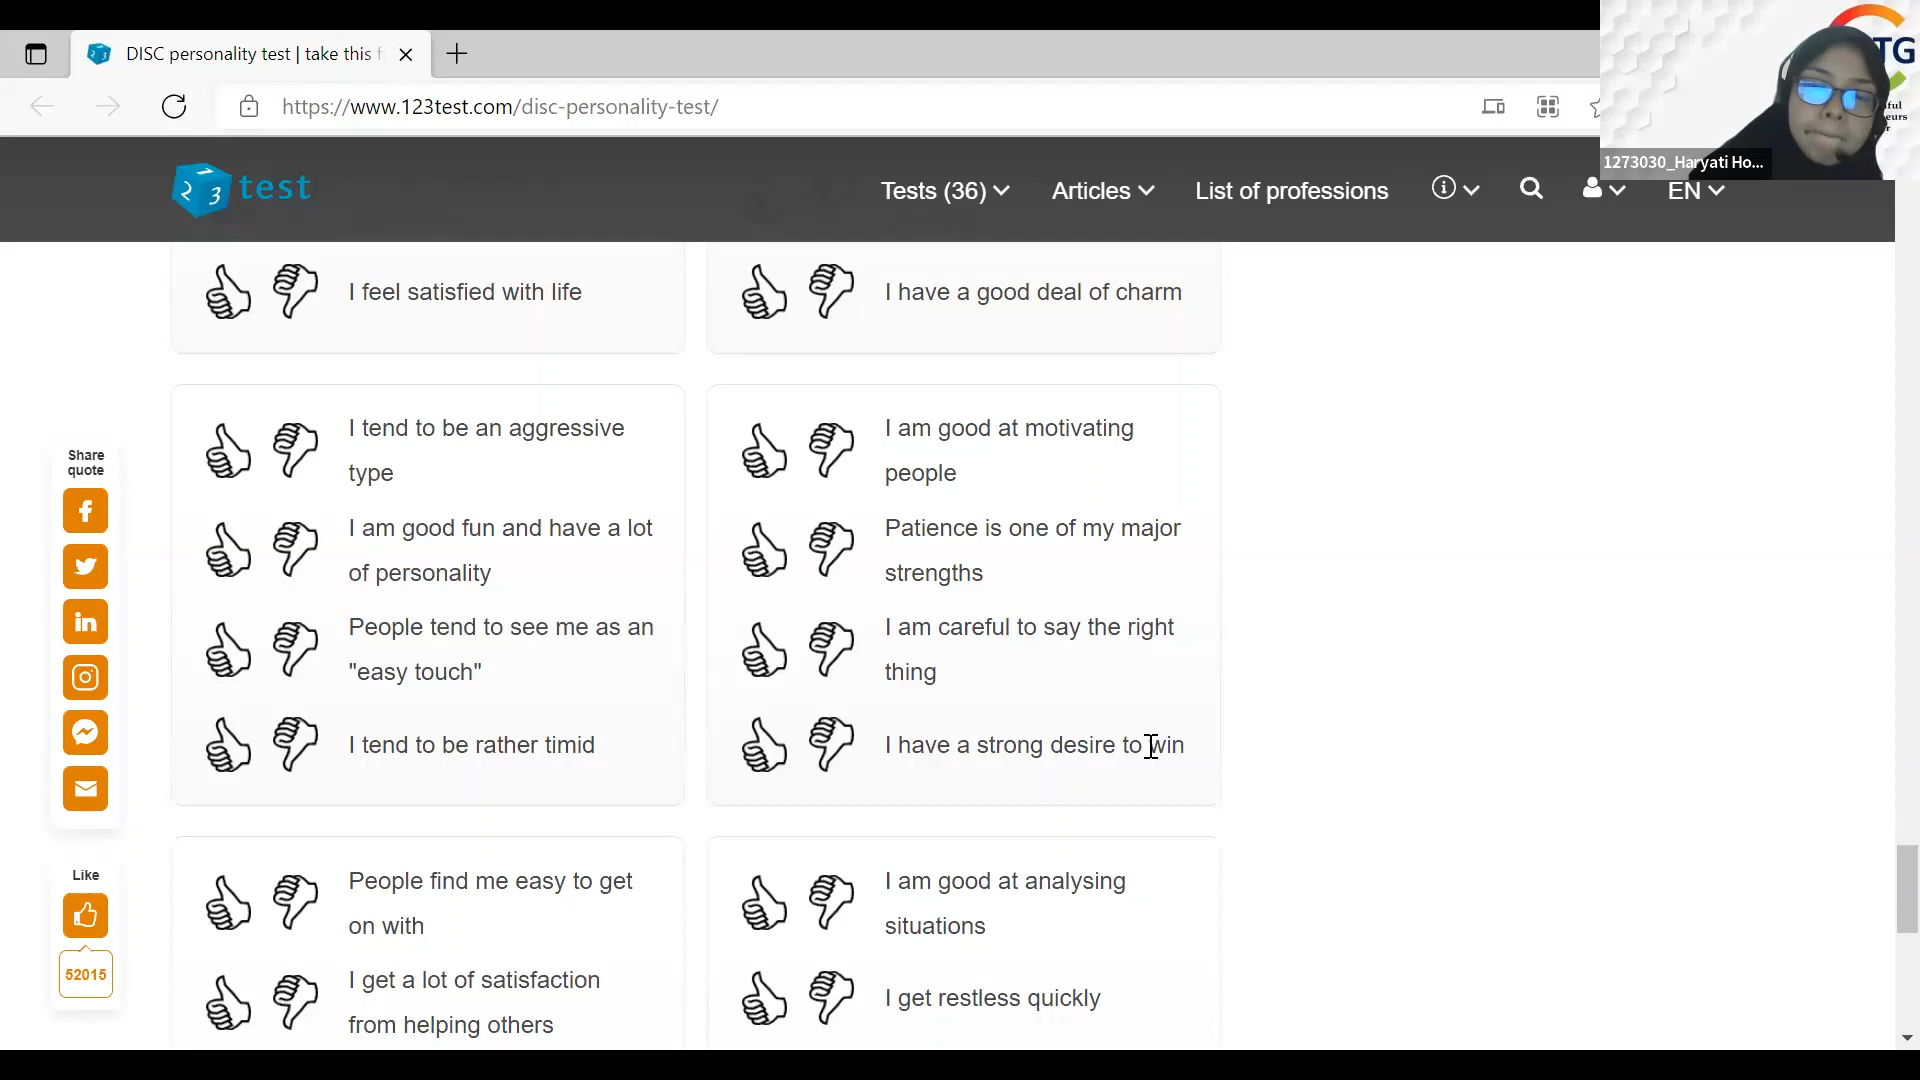 DISC personality test | take this f
https://www.123test.com/disc-personality-test/
TG
1273030_Haryati Ho...
123 test
Tests (36)
Articles
List of professions
EN
I feel satisfied with life
I have a good deal of charm
I tend to be an aggressive
type
I am good fun and have a lot
of personality
People tend to see me as an
"easy touch"
I tend to be rather timid
I am good at motivating
people
Patience is one of my major
strengths
I am careful to say the right
thing
I have a strong desire to win
Share
quote
Like
52015
People find me easy to get
on with
I get a lot of satisfaction
from helping others
I am good at analysing
situations
I get restless quickly